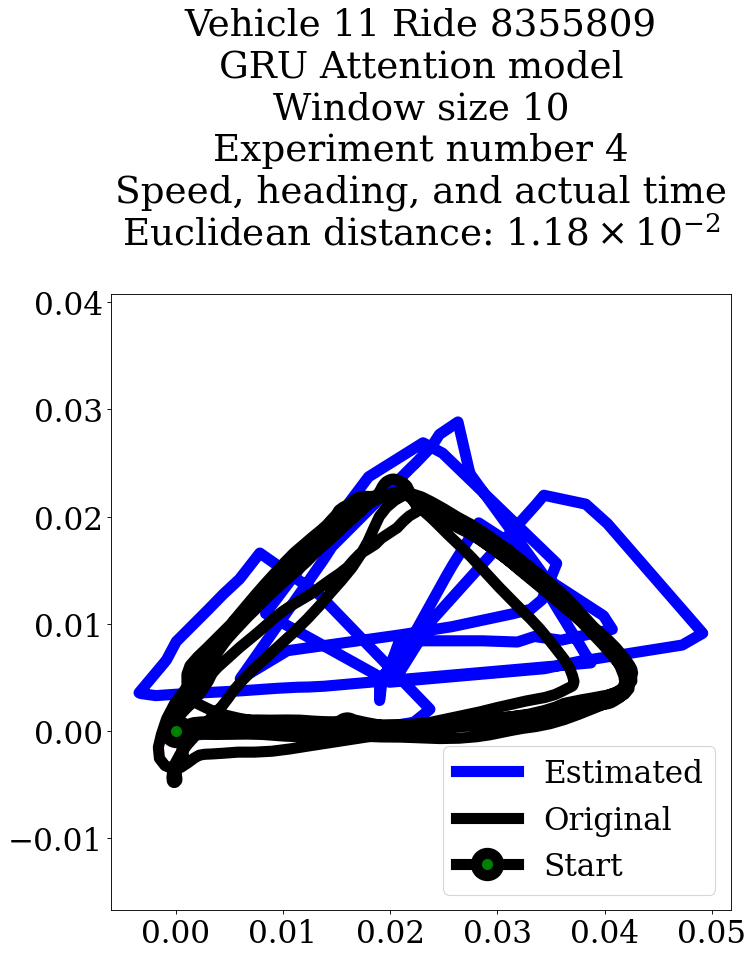 Vehicle 11 Ride 8355809
GRU Attention model
Window size 10
Experiment number 4
Speed, heading, and actual time
Euclidean distance: 1.18 × 10⁻²
0.04
0.03
0.02
0.01
0.00
−0.01
Estimated
Original
Start
0.00 0.01 0.02 0.03 0.04 0.05